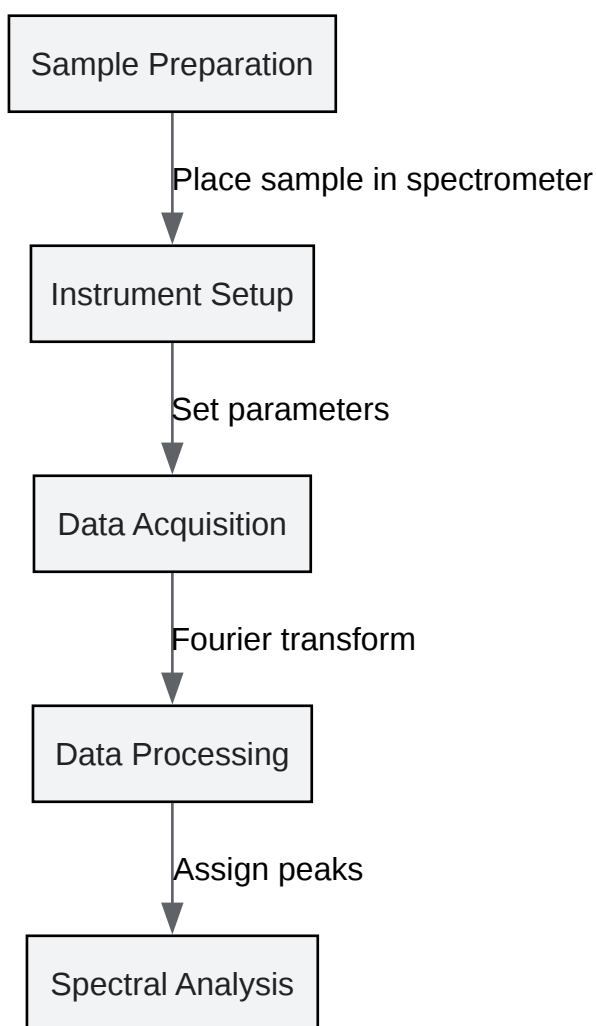 Sample Preparation
Place sample in spectrometer
Instrument Setup
Set parameters
Data Acquisition
Fourier transform
Data Processing
Assign peaks
Spectral Analysis